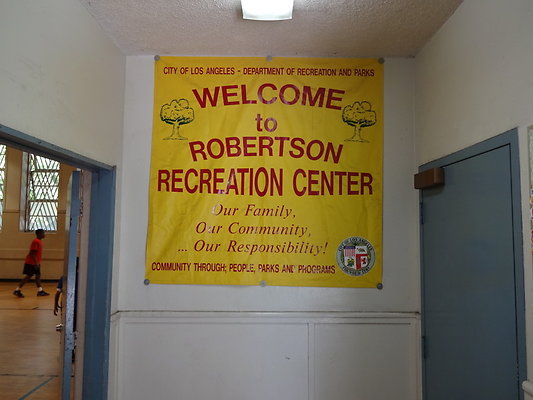 CITY OF LOS ANGELES - DEPARTMENT OF RECREATION AND PARKS
WELCOME
to
ROBERTSON
RECREATION CENTER
Our Family,
Our Community,
... Our Responsibility!
COMMUNITY THROUGH; PEOPLE, PARKS AND PROGRAMS